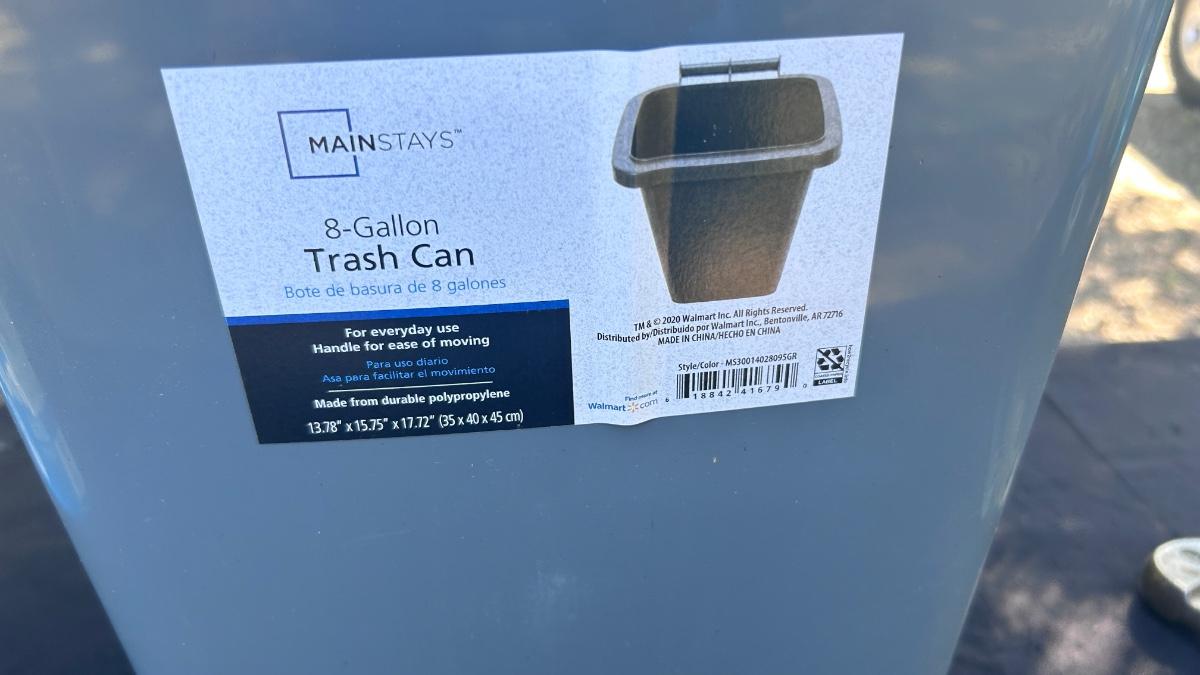 MAINSTAYS™
8-Gallon
Trash Can
Bote de basura de 8 galones
For everyday use
Handle for ease of moving
Para uso diario
Asa para facilitar el movimiento
Made from durable polypropylene
13.78" x 15.75" x 17.72" (35 x 40 x 45 cm)
TM & © 2020 Walmart Inc. All Rights Reserved.
Distributed by/Distribuido por Walmart Inc., Bentonville, AR 72716
MADE IN CHINA/HECHO EN CHINA
Style/Color - MS30014028095GR
6 18842 41679 0
Find more at
Walmart.com
LABEL